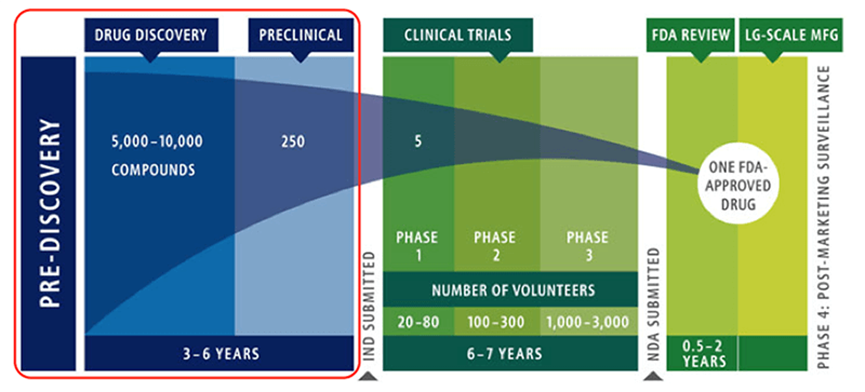 DRUG DISCOVERY
PRECLINICAL
CLINICAL TRIALS
FDA REVIEW
LG-SCALE MFG
PRE-DISCOVERY
5,000–10,000
COMPOUNDS
250
5
ONE FDA-
APPROVED
DRUG
PHASE
1
PHASE
2
PHASE
3
NUMBER OF VOLUNTEERS
20–80
100–300
1,000–3,000
3–6 YEARS
IND SUBMITTED
6–7 YEARS
NDA SUBMITTED
0.5–2
YEARS
PHASE 4: POST-MARKETING SURVEILLANCE